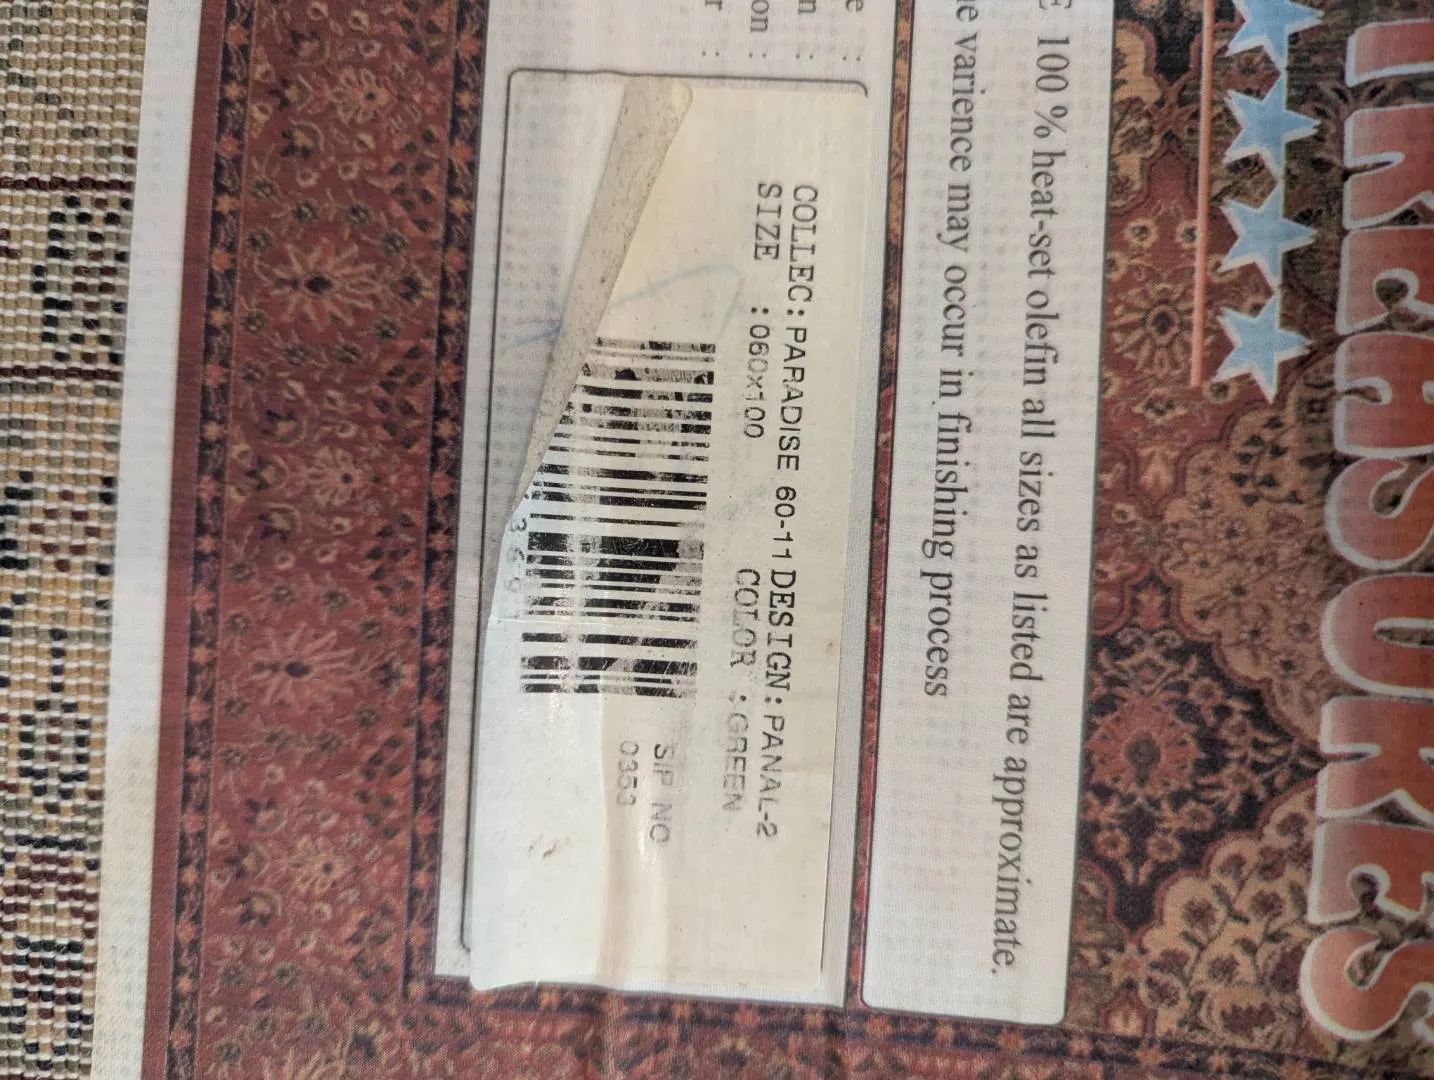 100 % heat-set olefin all sizes as listed are approximate.
varience may occur in finishing process
on :
COLLEC: PARADISE 60-11 DESIGN: PANAL-2
SIZE : 060x100 COLOR : GREEN
SIP NO
0353